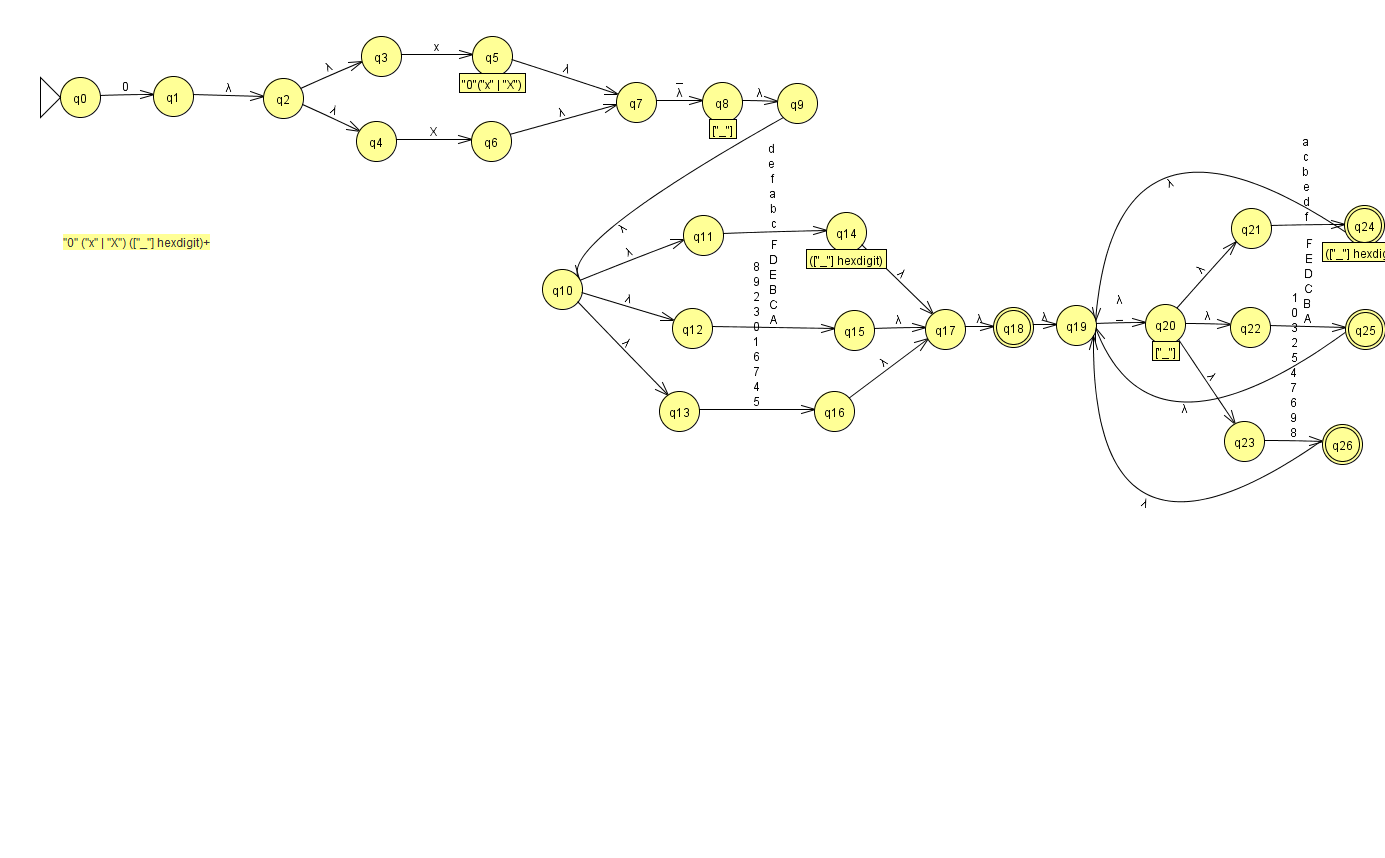 q0
0
q1
λ
q2
λ
q3
x
q5
"0"("x" | "X")
λ
λ
q4
X
q6
λ
q7
_
λ
q8
["_"]
λ
q9
"0" ("x" | "X") (["_"] hexdigit)+
λ
q10
λ
q11
d
e
f
a
b
c
q14
(["_"] hexdigit)
λ
λ
q12
F
D
E
B
C
A
q15
λ
λ
q13
8
9
2
3
0
1
6
7
4
5
q16
λ
q17
λ
q18
λ
q19
λ
_
q20
["_"]
λ
q21
a
c
b
e
d
f
q24
(["_"] hexdig
λ
λ
q22
F
E
D
C
B
A
q25
λ
λ
q23
1
0
3
2
5
4
7
6
9
8
q26
λ